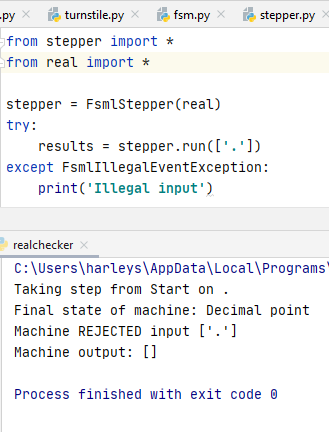 .py turnstile.py fsm.py stepper.py
from stepper import *
from real import *
stepper = FsmlStepper(real)
try:
    results = stepper.run(['.'])
except FsmlIllegalEventException:
    print('Illegal input')
realchecker
C:\Users\harleys\AppData\Local\Programs\
Taking step from Start on .
Final state of machine: Decimal point
Machine REJECTED input ['.']
Machine output: []
Process finished with exit code 0